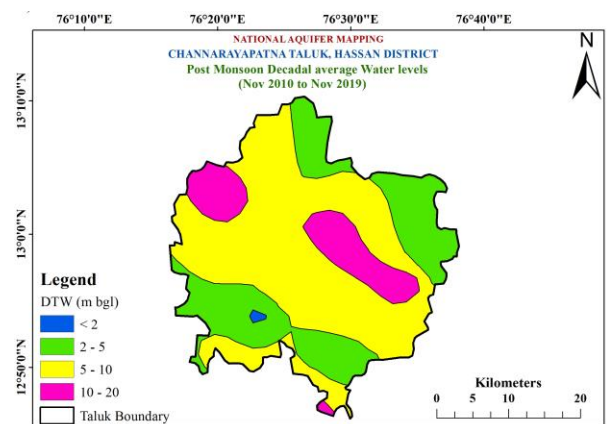 76°10'0"E
76°20'0"E
76°30'0"E
76°40'0"E
NATIONAL AQUIFER MAPPING
CHANNARAYAPATNA TALUK, HASSAN DISTRICT
Post Monsoon Decadal average Water levels
(Nov 2010 to Nov 2019)
N
13°10'0"N
13°0'0"N
12°50'0"N
Legend
DTW (m bgl)
< 2
2 - 5
5 - 10
10 - 20
Taluk Boundary
Kilometers
0 5 10 20